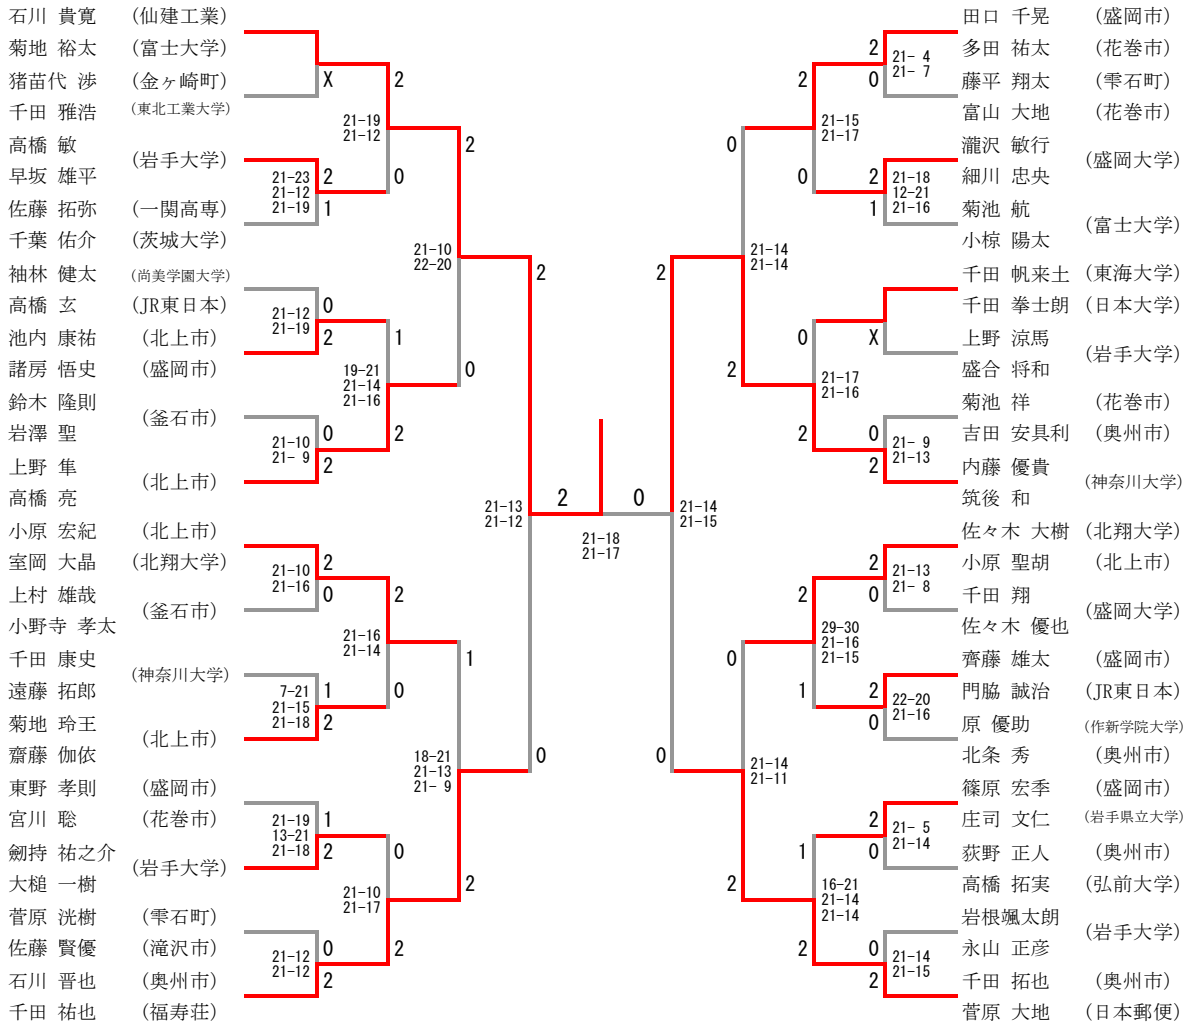 石川 貴寛 (仙建工業)
菊地 裕太 (富士大学)
猪苗代 渉 (金ヶ崎町)
千田 雅浩 (東北工業大学)
高橋 敏
(岩手大学)
早坂 雄平
佐藤 拓弥 (一関高専)
千葉 佑介 (茨城大学)
袖林 健太 (尚美学園大学)
高橋 玄 (JR東日本)
池内 康祐 (北上市)
諸房 悟史 (盛岡市)
鈴木 隆則
(釜石市)
岩澤 聖
上野 隼
(北上市)
高橋 亮
小原 宏紀 (北上市)
室岡 大晶 (北翔大学)
上村 雄哉
(釜石市)
小野寺 孝太
千田 康史
(神奈川大学)
遠藤 拓郎
菊地 玲王
(北上市)
齋藤 伽依
東野 孝則 (盛岡市)
宮川 聡 (花巻市)
劒持 祐之介
(岩手大学)
大槌 一樹
菅原 洸樹 (雫石町)
佐藤 賢優 (滝沢市)
石川 晋也 (奥州市)
千田 祐也 (福寿荘)
X
21-23
21-12
21-19
2
1
21-12
21-19
0
2
21-10
21- 9
0
2
21-10
21-16
2
0
7-21
21-15
21-18
1
2
21-19
13-21
21-18
1
2
21-12
21-12
0
2
2
21-19
21-12
0
1
19-21
21-14
21-16
2
2
21-16
21-14
0
0
21-10
21-17
2
2
21-10
22-20
0
1
18-21
21-13
21- 9
2
2
21-13
21-12
0
2
0
21-18
21-17
2
21-14
21-15
0
0
21-14
21-14
2
0
21-14
21-11
2
2
21-15
21-17
0
0
21-17
21-16
2
2
29-30
21-16
21-15
1
1
16-21
21-14
21-14
2
2
21- 4
21- 7
0
2
21-18
12-21
21-16
1
X
0
21- 9
21-13
2
2
21-13
21- 8
0
2
22-20
21-16
0
2
21- 5
21-14
0
0
21-14
21-15
2
田口 千晃 (盛岡市)
多田 祐太 (花巻市)
藤平 翔太 (雫石町)
富山 大地 (花巻市)
瀧沢 敏行
(盛岡大学)
細川 忠央
菊池 航
(富士大学)
小椋 陽太
千田 帆来土 (東海大学)
千田 拳士朗 (日本大学)
上野 涼馬
(岩手大学)
盛合 将和
菊池 祥 (花巻市)
吉田 安具利 (奥州市)
内藤 優貴
(神奈川大学)
筑後 和
佐々木 大樹 (北翔大学)
小原 聖胡 (北上市)
千田 翔
(盛岡大学)
佐々木 優也
齊藤 雄太 (盛岡市)
門脇 誠治 (JR東日本)
原 優助 (作新学院大学)
北条 秀 (奥州市)
篠原 宏季 (盛岡市)
庄司 文仁 (岩手県立大学)
荻野 正人 (奥州市)
高橋 拓実 (弘前大学)
岩根颯太朗
(岩手大学)
永山 正彦
千田 拓也 (奥州市)
菅原 大地 (日本郵便)